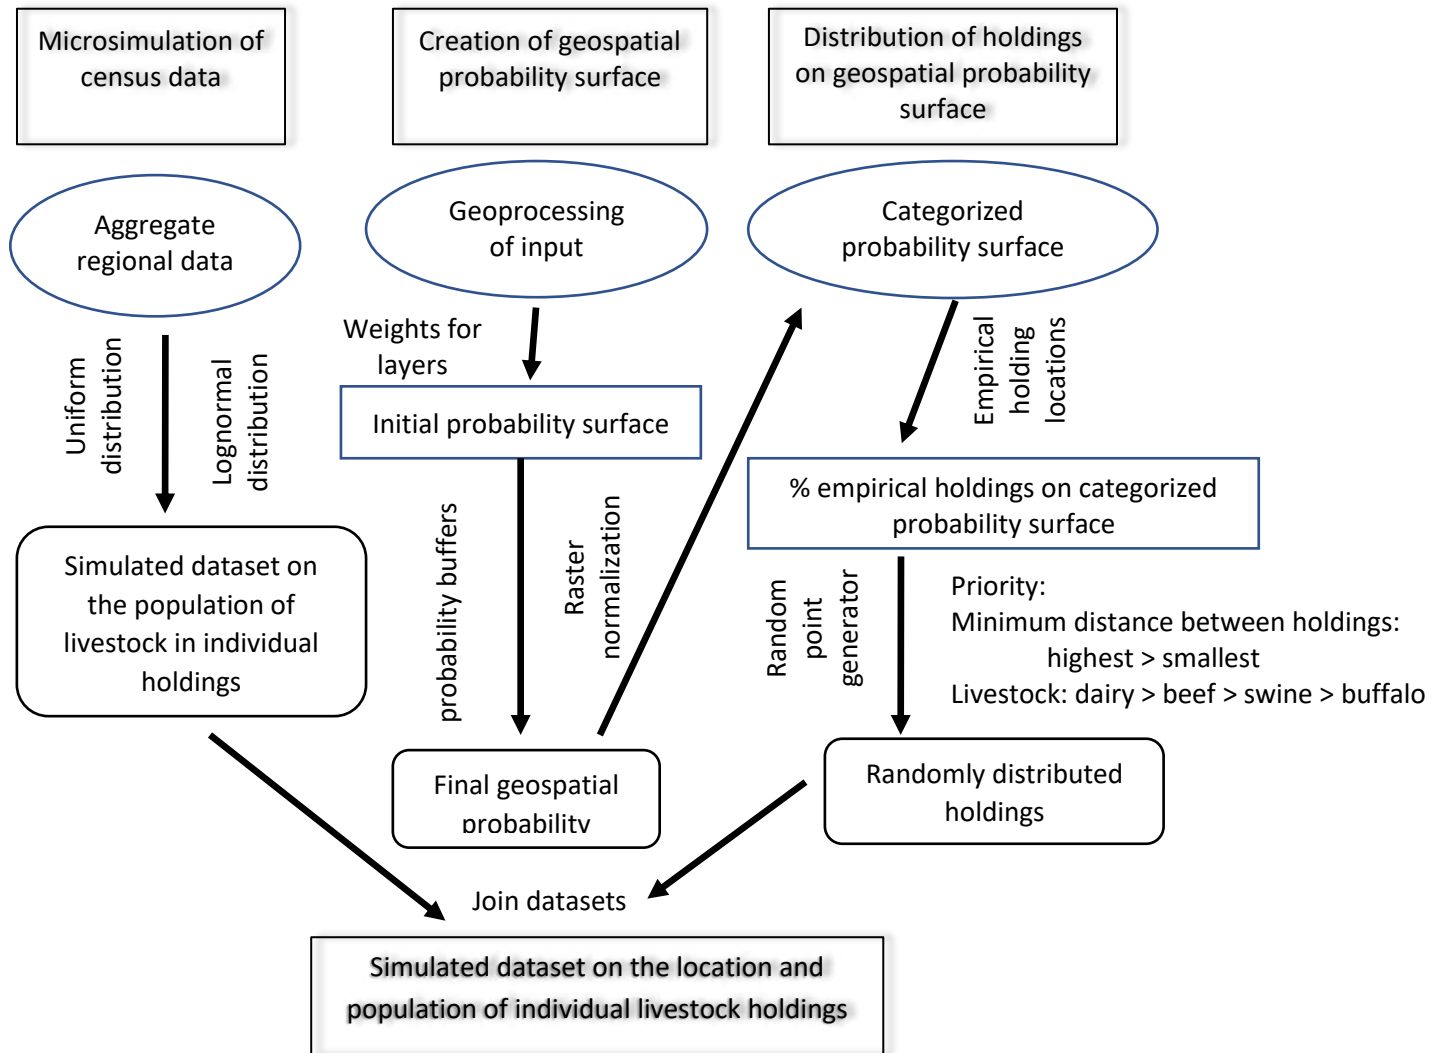 Microsimulation of
census data
Creation of geospatial
probability surface
Distribution of holdings
on geospatial probability
surface
Aggregate
regional data
Geoprocessing
of input
Categorized
probability surface
Uniform
distribution
Lognormal
distribution
Weights for
layers
Empirical
holding
locations
Initial probability surface
% empirical holdings on categorized
probability surface
Simulated dataset on
the population of
livestock in individual
holdings
probability buffers
Raster
normalization
Random
point
generator
Priority:
Minimum distance between holdings:
highest > smallest
Livestock: dairy > beef > swine > buffalo
Final geospatial
probability
Randomly distributed
holdings
Join datasets
Simulated dataset on the location and
population of individual livestock holdings